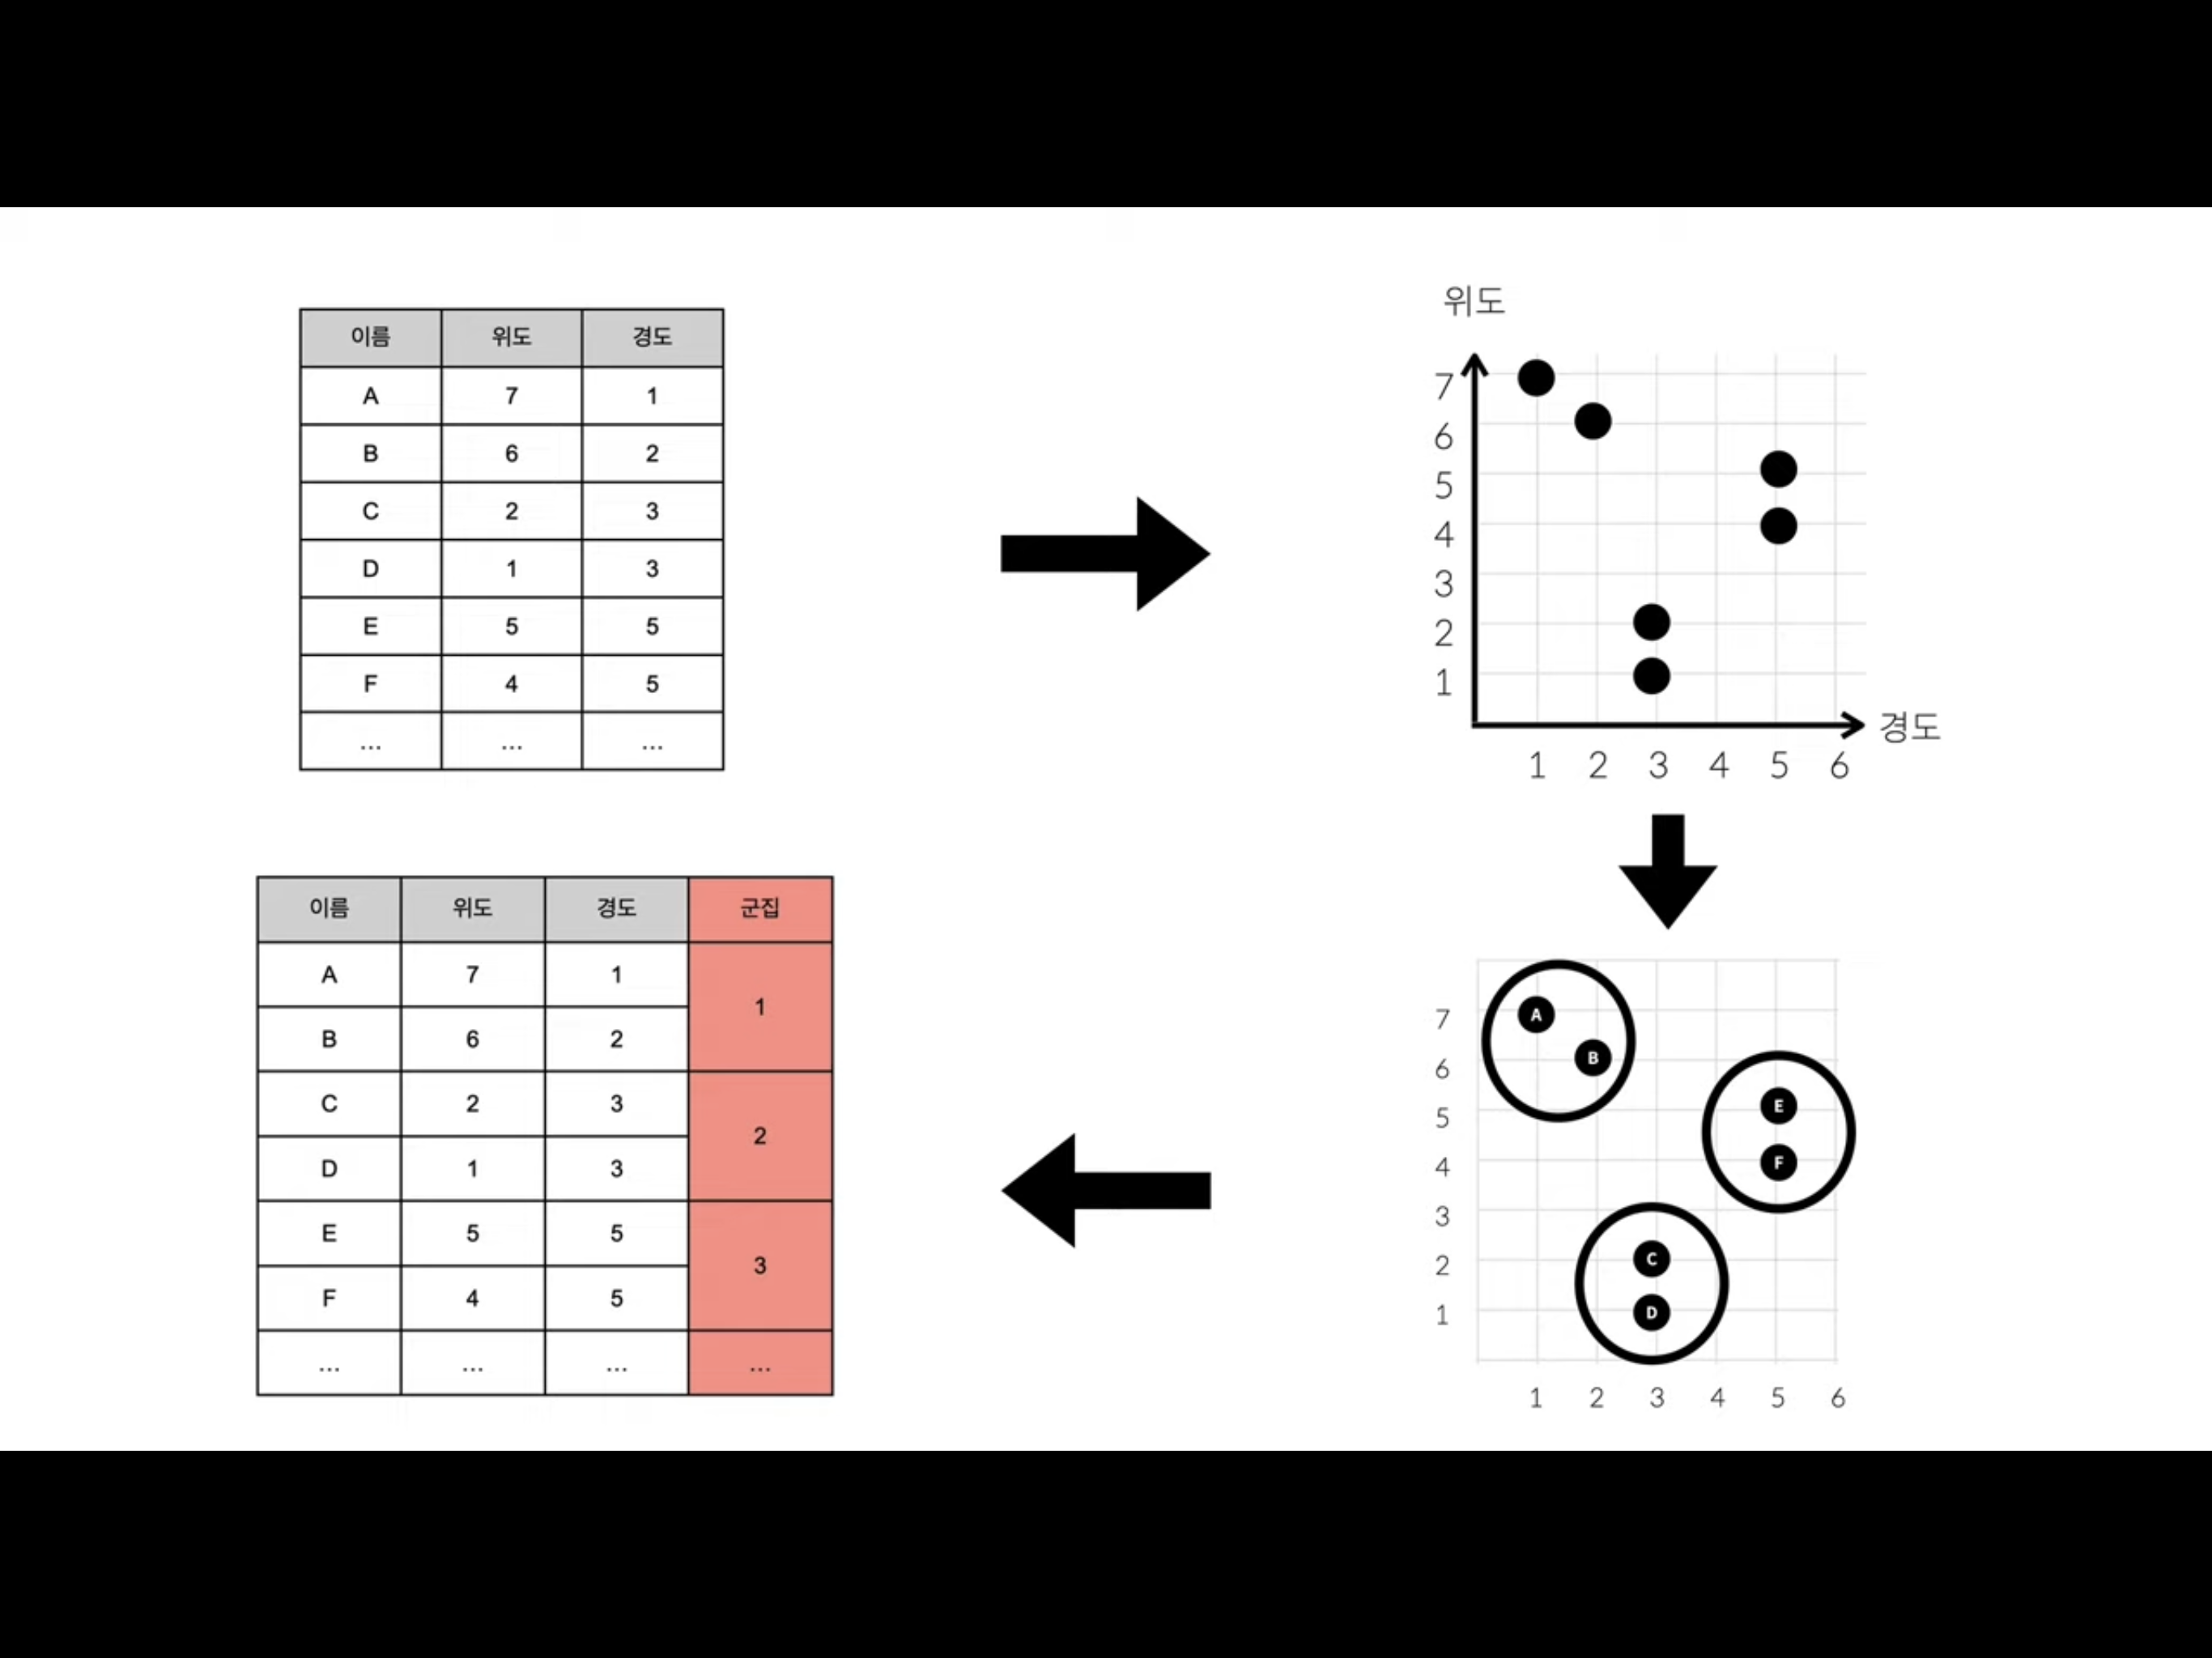 이름 위도 경도
A 7 1
B 6 2
C 2 3
D 1 3
E 5 5
F 4 5
... ... ...
위도
7
6
5
4
3
2
1
경도
1 2 3 4 5 6
이름 위도 경도 군집
A 7 1 1
B 6 2
C 2 3 2
D 1 3
E 5 5 3
F 4 5
... ... ... ...
7 A
6 B
5 E
4 F
3
2 C
1 D
1 2 3 4 5 6